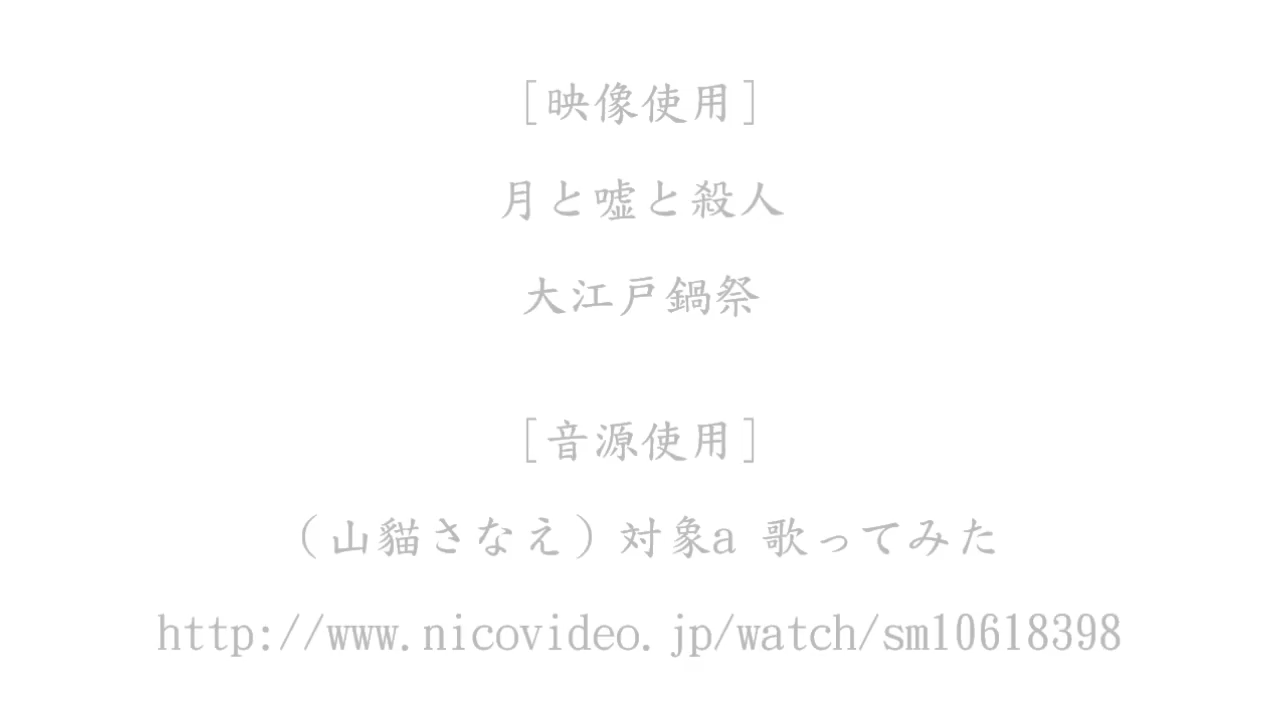 [映像使用]
月と嘘と殺人
大江戸鍋祭
[音源使用]
（山貓さなえ）対象a 歌ってみた
http://www.nicovideo.jp/watch/sm10618398